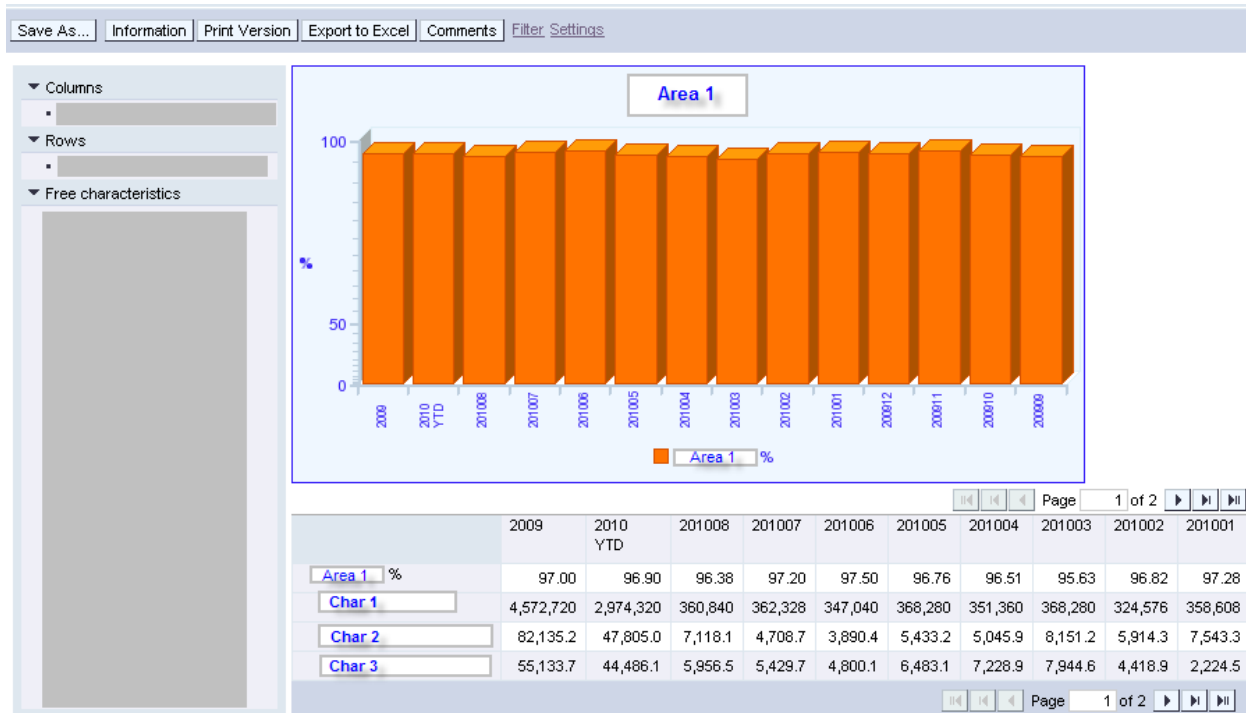 Save As... Information Print Version Export to Excel Comments Filter Settings
Columns
Rows
Free characteristics
Area 1
100
%
50
0
2009 2010 YTD 201008 201007 201006 201005 201004 201003 201002 201001 200912 200911 200910 200909
Area 1 %
Page 1 of 2
2009 2010 YTD 201008 201007 201006 201005 201004 201003 201002 201001
Area 1 % 97.00 96.90 96.38 97.20 97.50 96.76 96.51 95.63 96.82 97.28
Char 1 4,572,720 2,974,320 360,840 362,328 347,040 368,280 351,360 368,280 324,576 358,608
Char 2 82,135.2 47,805.0 7,118.1 4,708.7 3,890.4 5,433.2 5,045.9 8,151.2 5,914.3 7,543.3
Char 3 55,133.7 44,486.1 5,956.5 5,429.7 4,800.1 6,483.1 7,228.9 7,944.6 4,418.9 2,224.5
Page 1 of 2